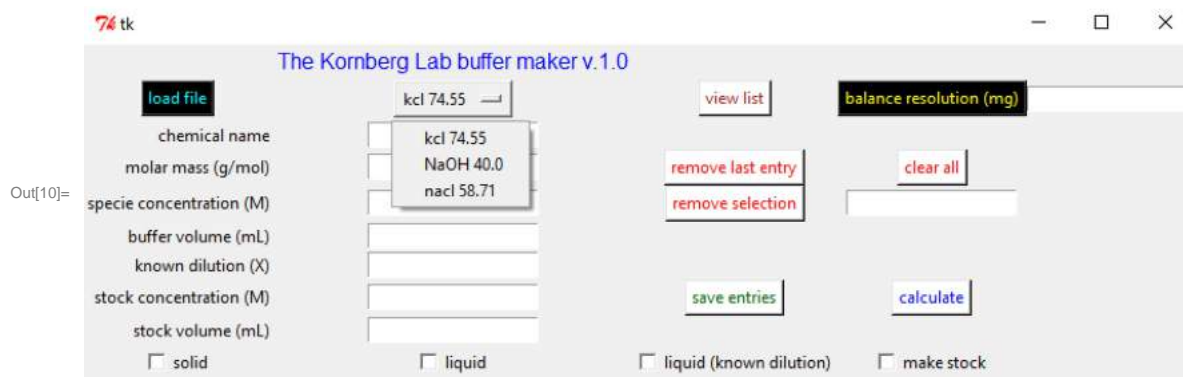 tk
The Kornberg Lab buffer maker v.1.0
load file kcl 74.55 view list balance resolution (mg)
chemical name kcl 74.55
molar mass (g/mol) NaOH 40.0 remove last entry clear all
Out[10]= specie concentration (M) nacl 58.71 remove selection
buffer volume (mL)
known dilution (X)
stock concentration (M) save entries calculate
stock volume (mL)
solid liquid liquid (known dilution) make stock